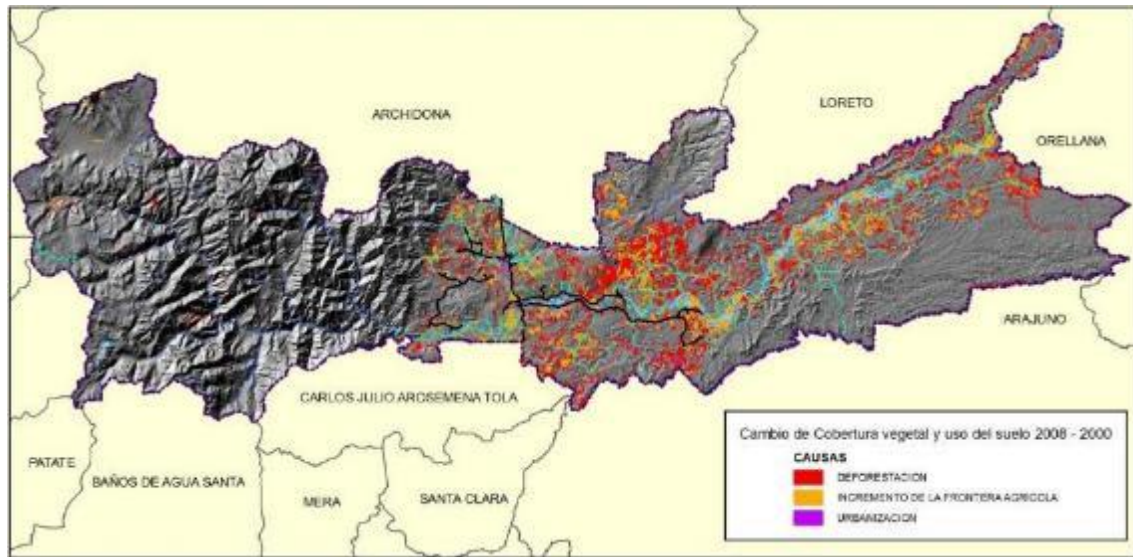 LORETO
ARCHIDONA
ORELLANA
ARAJUNO
CARLOS JULIO AROSEMENA TOLA
PATATE
BAÑOS DE AGUA SANTA
MERA
SANTA CLARA
Cambio de Cobertura vegetal y uso del suelo 2008 - 2000
CAUSAS
DEFORESTACION
INCREMENTO DE LA FRONTERA AGRICOLA
URBANIZACION